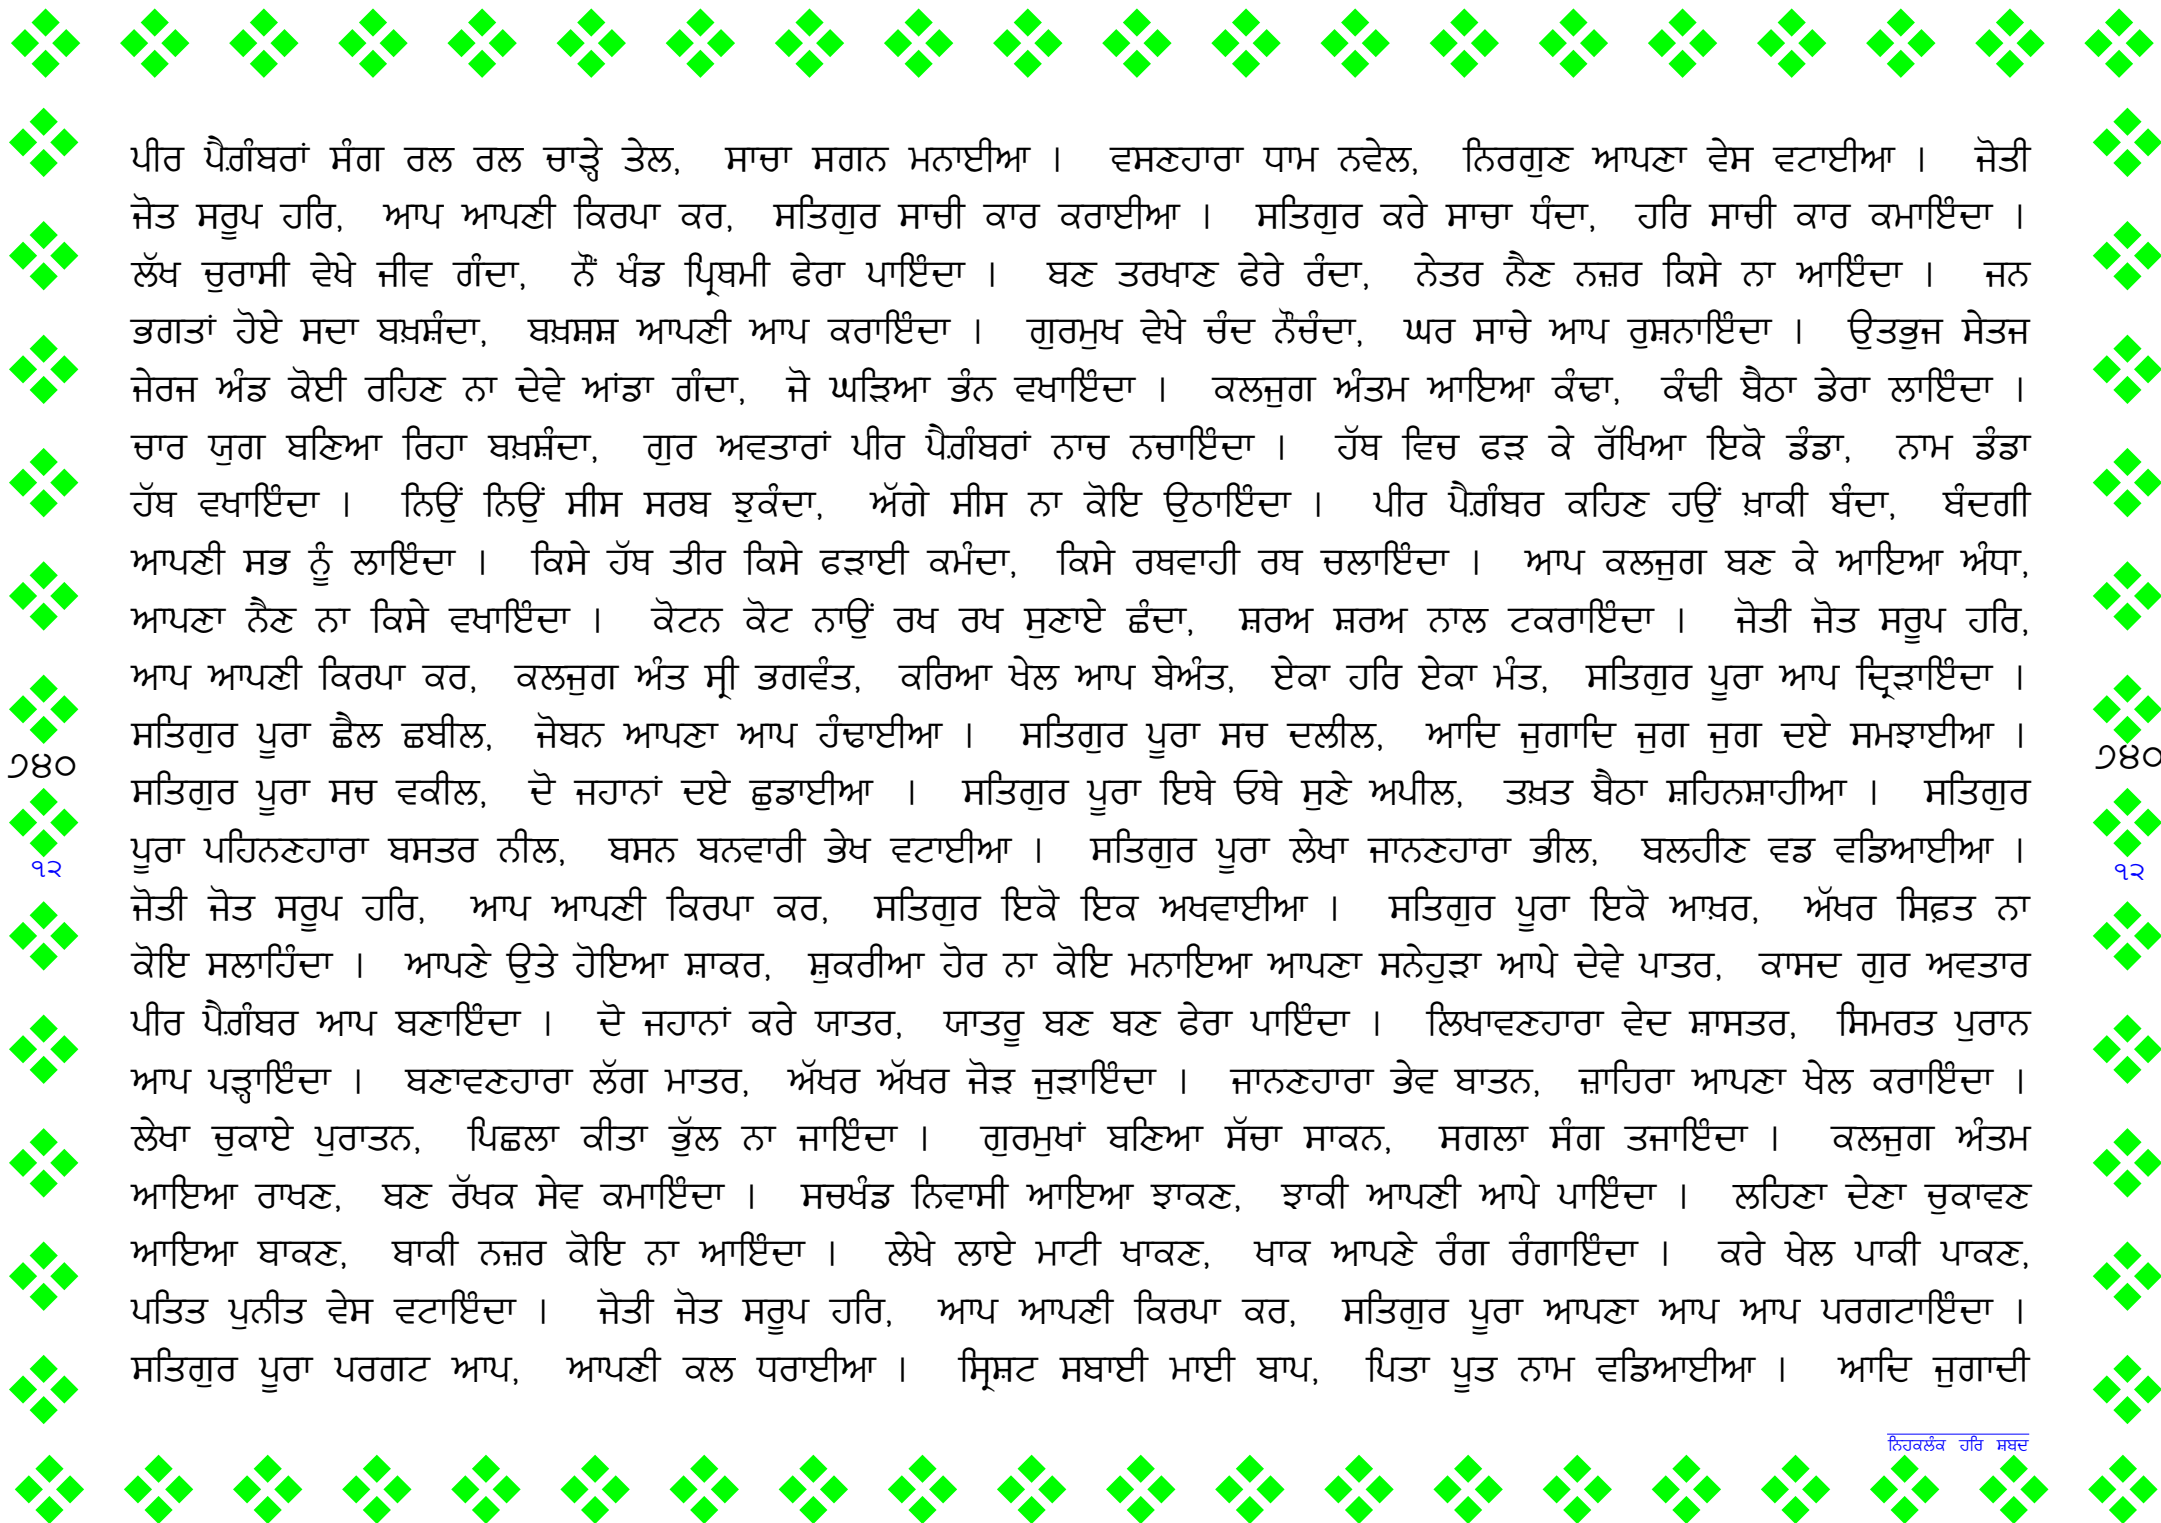 ਪੀਰ ਪੈਗ਼ੰਬਰਾਂ ਸੰਗ ਰਲ ਰਲ ਚਾੜ੍ਹੇ ਤੇਲ, ਸਾਚਾ ਸਗਨ ਮਨਾਈਆ । ਵਸਣਹਾਰਾ ਧਾਮ ਨਵੇਲ, ਨਿਰਗੁਣ ਆਪਣਾ ਵੇਸ ਵਟਾਈਆ । ਜੋਤੀ
ਜੋਤ ਸਰੂਪ ਹਰਿ, ਆਪ ਆਪਣੀ ਕਿਰਪਾ ਕਰ, ਸਤਿਗੁਰ ਸਾਚੀ ਕਾਰ ਕਰਾਈਆ । ਸਤਿਗੁਰ ਕਰੇ ਸਾਚਾ ਧੰਦਾ, ਹਰਿ ਸਾਚੀ ਕਾਰ ਕਮਾਇੰਦਾ ।
ਲੱਖ ਚੁਰਾਸੀ ਵੇਖੇ ਜੀਵ ਗੰਦਾ, ਨੌਂ ਖੰਡ ਪ੍ਰਿਥਮੀ ਫੇਰਾ ਪਾਇੰਦਾ । ਬਣ ਤਰਖਾਣ ਫੇਰੇ ਰੰਦਾ, ਨੇਤਰ ਨੈਣ ਨਜ਼ਰ ਕਿਸੇ ਨਾ ਆਇੰਦਾ । ਜਨ
ਭਗਤਾਂ ਹੋਏ ਸਦਾ ਬਖ਼ਸ਼ੰਦਾ, ਬਖ਼ਸ਼ਸ਼ ਆਪਣੀ ਆਪ ਕਰਾਇੰਦਾ । ਗੁਰਮੁਖ ਵੇਖੇ ਚੰਦ ਨੌਚੰਦਾ, ਘਰ ਸਾਚੇ ਆਪ ਰੁਸ਼ਨਾਇੰਦਾ । ਉਤਭੁਜ ਸੇਤਜ
ਜੇਰਜ ਅੰਡ ਕੋਈ ਰਹਿਣ ਨਾ ਦੇਵੇ ਆਂਡਾ ਗੰਦਾ, ਜੋ ਘੜਿਆ ਭੰਨ ਵਖਾਇੰਦਾ । ਕਲਜੁਗ ਅੰਤਮ ਆਇਆ ਕੰਢਾ, ਕੰਢੀ ਬੈਠਾ ਡੇਰਾ ਲਾਇੰਦਾ ।
ਚਾਰ ਯੁਗ ਬਣਿਆ ਰਿਹਾ ਬਖ਼ਸ਼ੰਦਾ, ਗੁਰ ਅਵਤਾਰਾਂ ਪੀਰ ਪੈਗ਼ੰਬਰਾਂ ਨਾਚ ਨਚਾਇੰਦਾ । ਹੱਥ ਵਿਚ ਫੜ ਕੇ ਰੱਖਿਆ ਇਕੋ ਡੰਡਾ, ਨਾਮ ਡੰਡਾ
ਹੱਥ ਵਖਾਇੰਦਾ । ਨਿਉਂ ਨਿਉਂ ਸੀਸ ਸਰਬ ਝੁਕੰਦਾ, ਅੱਗੇ ਸੀਸ ਨਾ ਕੋਇ ਉਠਾਇੰਦਾ । ਪੀਰ ਪੈਗ਼ੰਬਰ ਕਹਿਣ ਹਉਂ ਖ਼ਾਕੀ ਬੰਦਾ, ਬੰਦਗੀ
ਆਪਣੀ ਸਭ ਨੂੰ ਲਾਇੰਦਾ । ਕਿਸੇ ਹੱਥ ਤੀਰ ਕਿਸੇ ਫੜਾਈ ਕਮੰਦਾ, ਕਿਸੇ ਰਥਵਾਹੀ ਰਥ ਚਲਾਇੰਦਾ । ਆਪ ਕਲਜੁਗ ਬਣ ਕੇ ਆਇਆ ਅੰਧਾ,
ਆਪਣਾ ਨੈਣ ਨਾ ਕਿਸੇ ਵਖਾਇੰਦਾ । ਕੋਟਨ ਕੋਟ ਨਾਉਂ ਰਖ ਰਖ ਸੁਣਾਏ ਛੰਦਾ, ਸ਼ਰਅ ਸ਼ਰਅ ਨਾਲ ਟਕਰਾਇੰਦਾ । ਜੋਤੀ ਜੋਤ ਸਰੂਪ ਹਰਿ,
ਆਪ ਆਪਣੀ ਕਿਰਪਾ ਕਰ, ਕਲਜੁਗ ਅੰਤ ਸ੍ਰੀ ਭਗਵੰਤ, ਕਰਿਆ ਖੇਲ ਆਪ ਬੇਅੰਤ, ਏਕਾ ਹਰਿ ਏਕਾ ਮੰਤ, ਸਤਿਗੁਰ ਪੂਰਾ ਆਪ ਦ੍ਰਿੜਾਇੰਦਾ ।
ਸਤਿਗੁਰ ਪੂਰਾ ਛੈਲ ਛਬੀਲ, ਜੋਬਨ ਆਪਣਾ ਆਪ ਹੰਢਾਈਆ । ਸਤਿਗੁਰ ਪੂਰਾ ਸਚ ਦਲੀਲ, ਆਦਿ ਜੁਗਾਦਿ ਜੁਗ ਜੁਗ ਦਏ ਸਮਝਾਈਆ ।
੭੪੦ ੭੪੦
ਸਤਿਗੁਰ ਪੂਰਾ ਸਚ ਵਕੀਲ, ਦੋ ਜਹਾਨਾਂ ਦਏ ਛੁਡਾਈਆ । ਸਤਿਗੁਰ ਪੂਰਾ ਇਥੇ ਓਥੇ ਸੁਣੇ ਅਪੀਲ, ਤਖ਼ਤ ਬੈਠਾ ਸ਼ਹਿਨਸ਼ਾਹੀਆ । ਸਤਿਗੁਰ
ਪੂਰਾ ਪਹਿਨਣਹਾਰਾ ਬਸਤਰ ਨੀਲ, ਬਸਨ ਬਨਵਾਰੀ ਭੇਖ ਵਟਾਈਆ । ਸਤਿਗੁਰ ਪੂਰਾ ਲੇਖਾ ਜਾਨਣਹਾਰਾ ਭੀਲ, ਬਲਹੀਣ ਵਡ ਵਡਿਆਈਆ ।
੧੨ ੧੨
ਜੋਤੀ ਜੋਤ ਸਰੂਪ ਹਰਿ, ਆਪ ਆਪਣੀ ਕਿਰਪਾ ਕਰ, ਸਤਿਗੁਰ ਇਕੋ ਇਕ ਅਖਵਾਈਆ । ਸਤਿਗੁਰ ਪੂਰਾ ਇਕੋ ਆਖ਼ਰ, ਅੱਖਰ ਸਿਫ਼ਤ ਨਾ
ਕੋਇ ਸਲਾਹਿੰਦਾ । ਆਪਣੇ ਉਤੇ ਹੋਇਆ ਸ਼ਾਕਰ, ਸ਼ੁਕਰੀਆ ਹੋਰ ਨਾ ਕੋਇ ਮਨਾਇਆ ਆਪਣਾ ਸਨੇਹੁੜਾ ਆਪੇ ਦੇਵੇ ਪਾਤਰ, ਕਾਸਦ ਗੁਰ ਅਵਤਾਰ
ਪੀਰ ਪੈਗ਼ੰਬਰ ਆਪ ਬਣਾਇੰਦਾ । ਦੋ ਜਹਾਨਾਂ ਕਰੇ ਯਾਤਰ, ਯਾਤਰੂ ਬਣ ਬਣ ਫੇਰਾ ਪਾਇੰਦਾ । ਲਿਖਾਵਣਹਾਰਾ ਵੇਦ ਸ਼ਾਸਤਰ, ਸਿਮਰਤ ਪੁਰਾਨ
ਆਪ ਪੜ੍ਹਾਇੰਦਾ । ਬਣਾਵਣਹਾਰਾ ਲੱਗ ਮਾਤਰ, ਅੱਖਰ ਅੱਖਰ ਜੋੜ ਜੁੜਾਇੰਦਾ । ਜਾਨਣਹਾਰਾ ਭੇਵ ਬਾਤਨ, ਜ਼ਾਹਿਰਾ ਆਪਣਾ ਖੇਲ ਕਰਾਇੰਦਾ ।
ਲੇਖਾ ਚੁਕਾਏ ਪੁਰਾਤਨ, ਪਿਛਲਾ ਕੀਤਾ ਭੁੱਲ ਨਾ ਜਾਇੰਦਾ । ਗੁਰਮੁਖਾਂ ਬਣਿਆ ਸੱਚਾ ਸਾਕਨ, ਸਗਲਾ ਸੰਗ ਤਜਾਇੰਦਾ । ਕਲਜੁਗ ਅੰਤਮ
ਆਇਆ ਰਾਖਣ, ਬਣ ਰੱਖਕ ਸੇਵ ਕਮਾਇੰਦਾ । ਸਚਖੰਡ ਨਿਵਾਸੀ ਆਇਆ ਝਾਕਣ, ਝਾਕੀ ਆਪਣੀ ਆਪੇ ਪਾਇੰਦਾ । ਲਹਿਣਾ ਦੇਣਾ ਚੁਕਾਵਣ
ਆਇਆ ਬਾਕਣ, ਬਾਕੀ ਨਜ਼ਰ ਕੋਇ ਨਾ ਆਇੰਦਾ । ਲੇਖੇ ਲਾਏ ਮਾਟੀ ਖਾਕਣ, ਖਾਕ ਆਪਣੇ ਰੰਗ ਰੰਗਾਇੰਦਾ । ਕਰੇ ਖੇਲ ਪਾਕੀ ਪਾਕਣ,
ਪਤਿਤ ਪੁਨੀਤ ਵੇਸ ਵਟਾਇੰਦਾ । ਜੋਤੀ ਜੋਤ ਸਰੂਪ ਹਰਿ, ਆਪ ਆਪਣੀ ਕਿਰਪਾ ਕਰ, ਸਤਿਗੁਰ ਪੂਰਾ ਆਪਣਾ ਆਪ ਆਪ ਪਰਗਟਾਇੰਦਾ ।
ਸਤਿਗੁਰ ਪੂਰਾ ਪਰਗਟ ਆਪ, ਆਪਣੀ ਕਲ ਧਰਾਈਆ । ਸ੍ਰਿਸ਼ਟ ਸਬਾਈ ਮਾਈ ਬਾਪ, ਪਿਤਾ ਪੂਤ ਨਾਮ ਵਡਿਆਈਆ । ਆਦਿ ਜੁਗਾਦੀ
ਨਿਹਕਲੰਕ ਹਰਿ ਸ਼ਬਦ